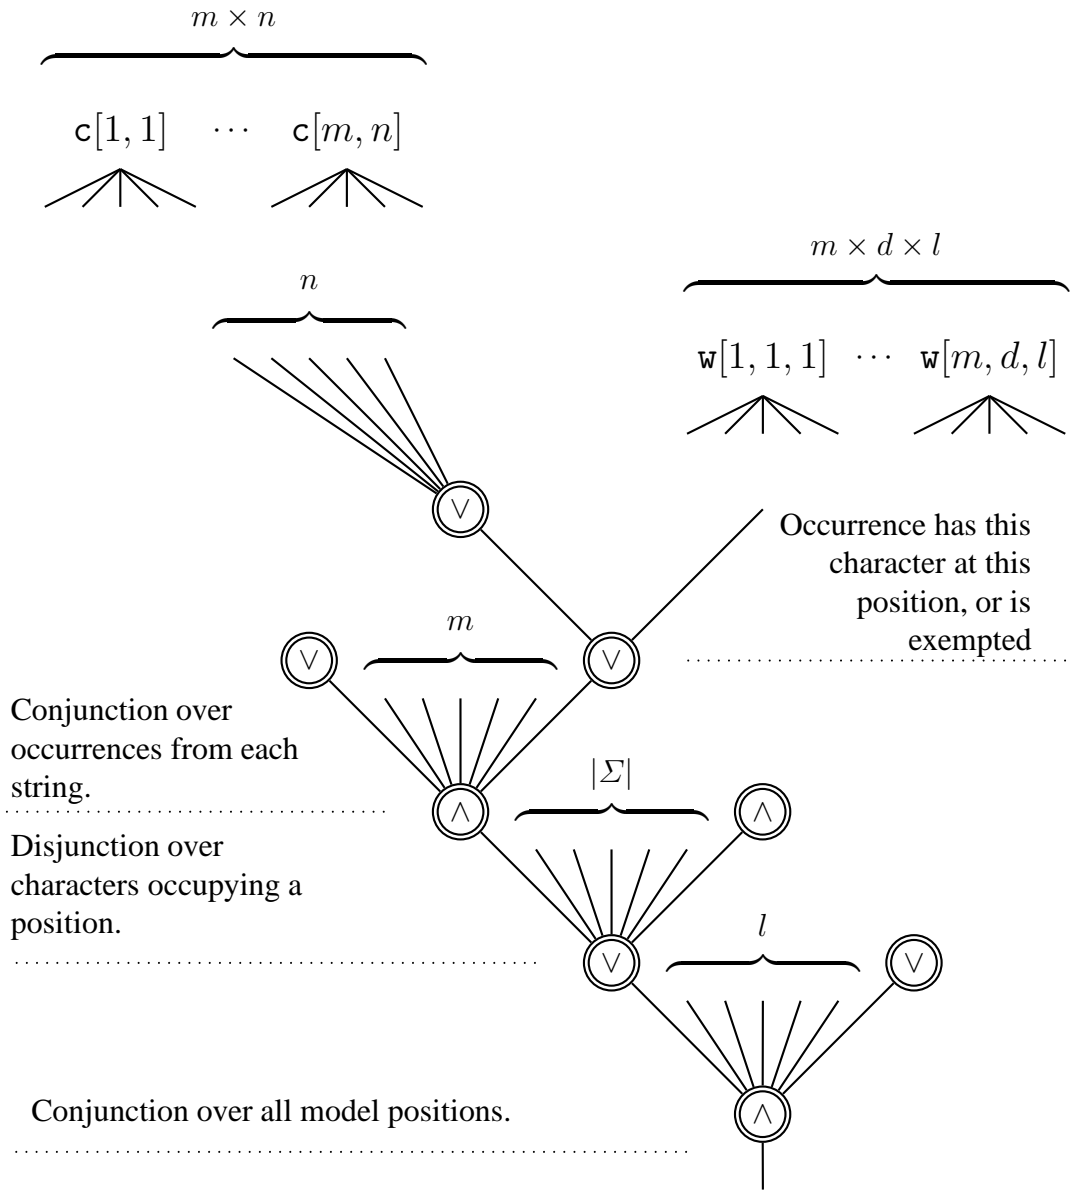 m × n
c[1, 1] ··· c[m, n]
m × d × l
n
w[1, 1, 1] ··· w[m, d, l]
∨
Occurrence has this
character at this
position, or is
exempted
m
∨
∨
Conjunction over
occurrences from each
string.
|Σ|
∧
∧
Disjunction over
characters occupying a
position.
l
∨
∨
Conjunction over all model positions.
∧